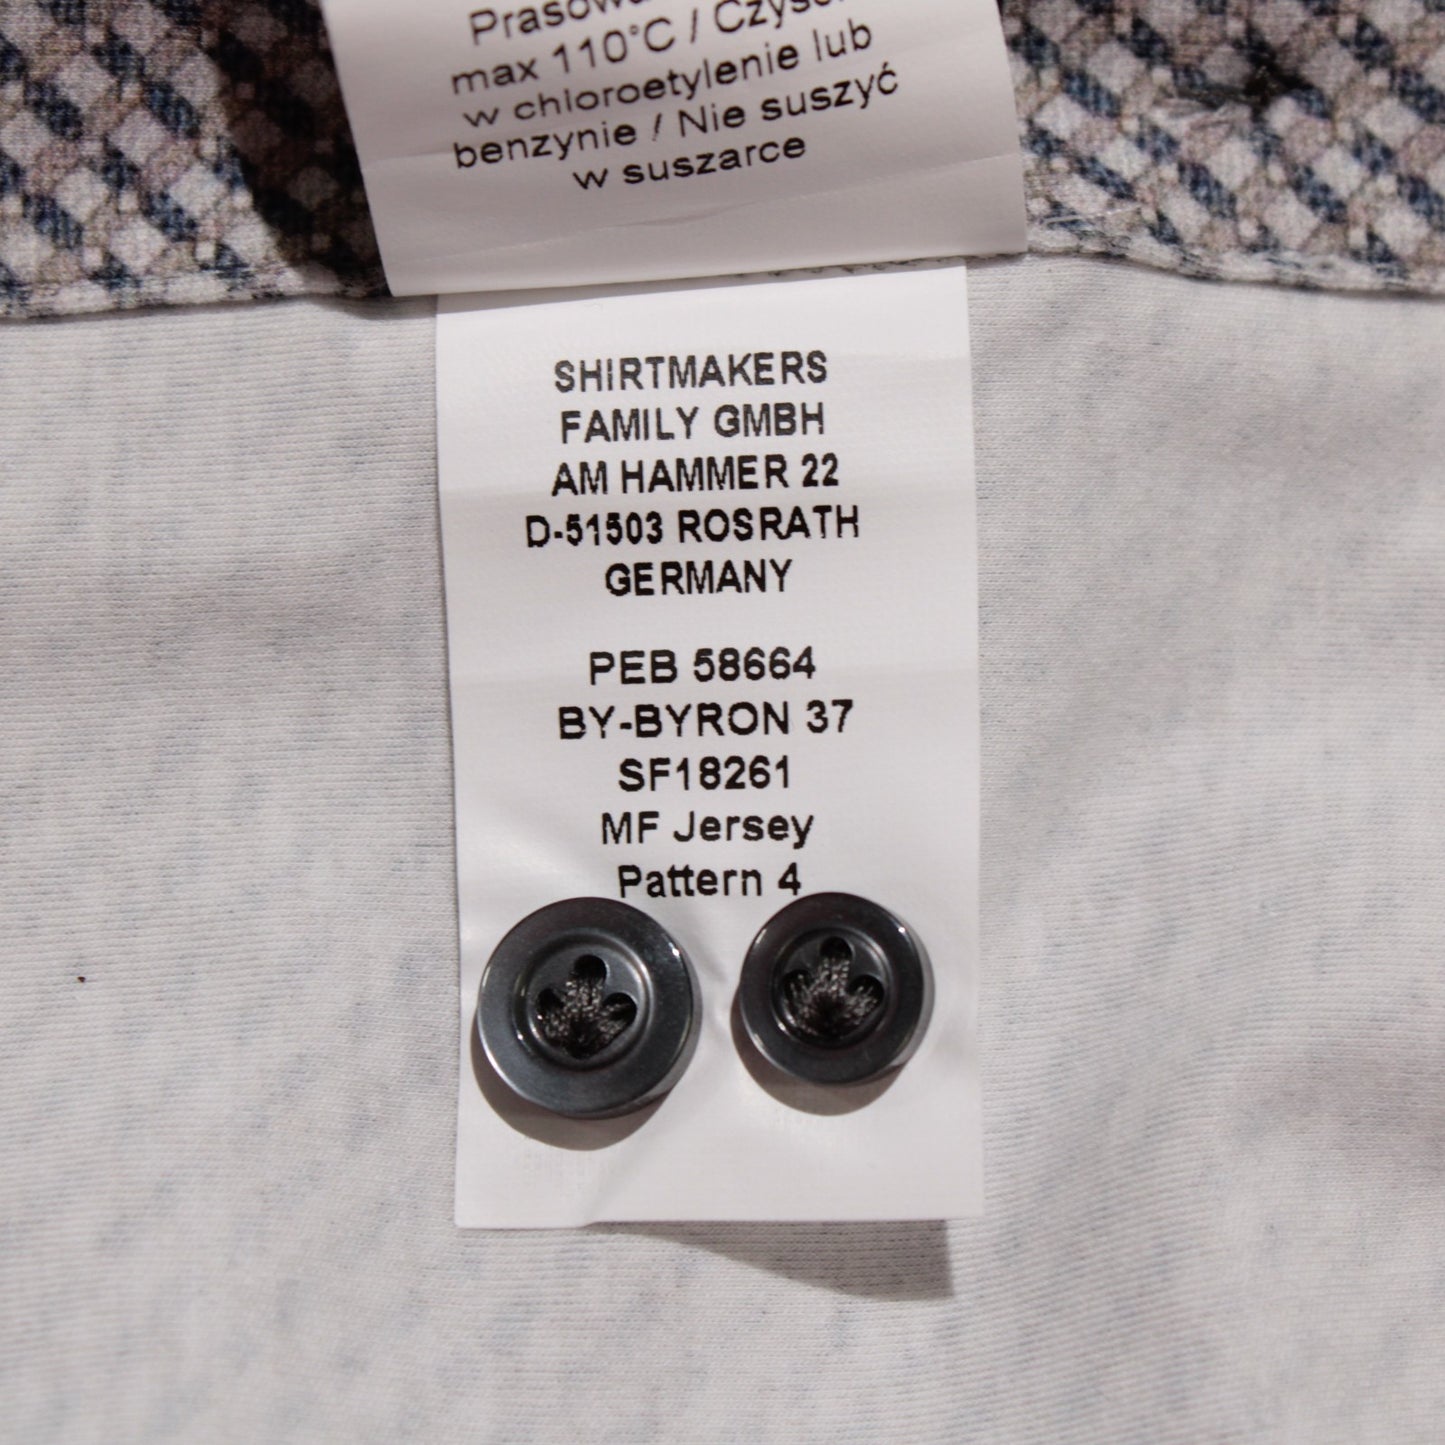 max 110°C /
w chloroetylenie lub
benzynie / Nie suszyć
w suszarce
SHIRTMAKERS
FAMILY GMBH
AM HAMMER 22
D-51503 ROSRATH
GERMANY
PEB 58664
BY-BYRON 37
SF18261
MF Jersey
Pattern 4